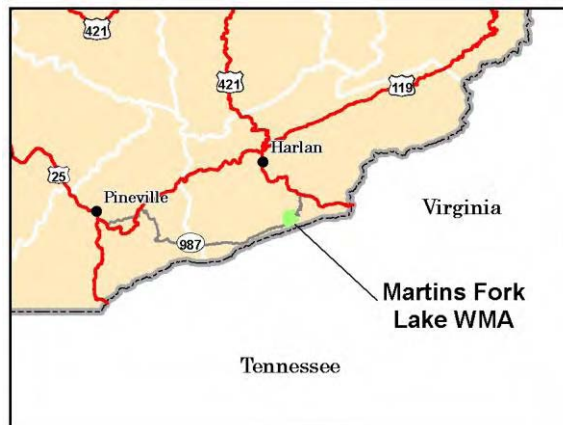 421
421
119
Harlan
25
Pineville
Virginia
987
Martins Fork
Lake WMA
Tennessee